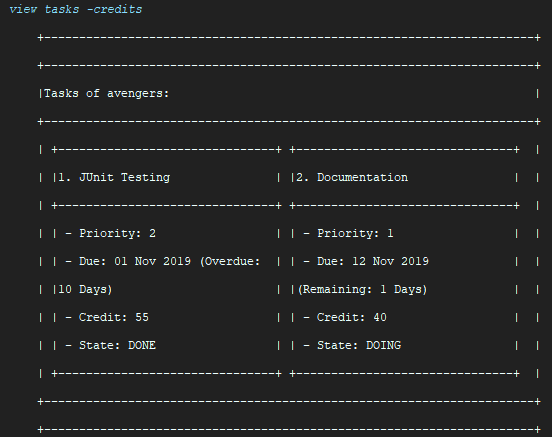 view tasks -credits
+---------------------------------------------------------------------+
+---------------------------------------------------------------------+
|Tasks of avengers:                                                   |
+---------------------------------------------------------------------+
| +-------------------------------+ +-------------------------------+  |
| |1. JUnit Testing               | |2. Documentation               |  |
| +-------------------------------+ +-------------------------------+  |
| | - Priority: 2                 | | - Priority: 1                 |  |
| | - Due: 01 Nov 2019 (Overdue:  | | - Due: 12 Nov 2019            |  |
| |10 Days)                       | |(Remaining: 1 Days)            |  |
| | - Credit: 55                  | | - Credit: 40                  |  |
| | - State: DONE                 | | - State: DOING                |  |
| +-------------------------------+ +-------------------------------+  |
+---------------------------------------------------------------------+
+---------------------------------------------------------------------+